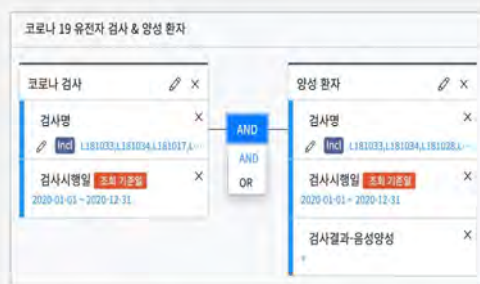 코로나 19 유전자 검사 & 양성 환자
코로나 검사
검사명
Incl L181033,L181034,L181017,L···
검사시행일 조회 기준일
2020-01-01 ~ 2020-12-31
AND
AND
OR
양성 환자
검사명
Incl L181033,L181034,L181028,L···
검사시행일 조회 기준일
2020-01-01 ~ 2020-12-31
검사결과-음성양성